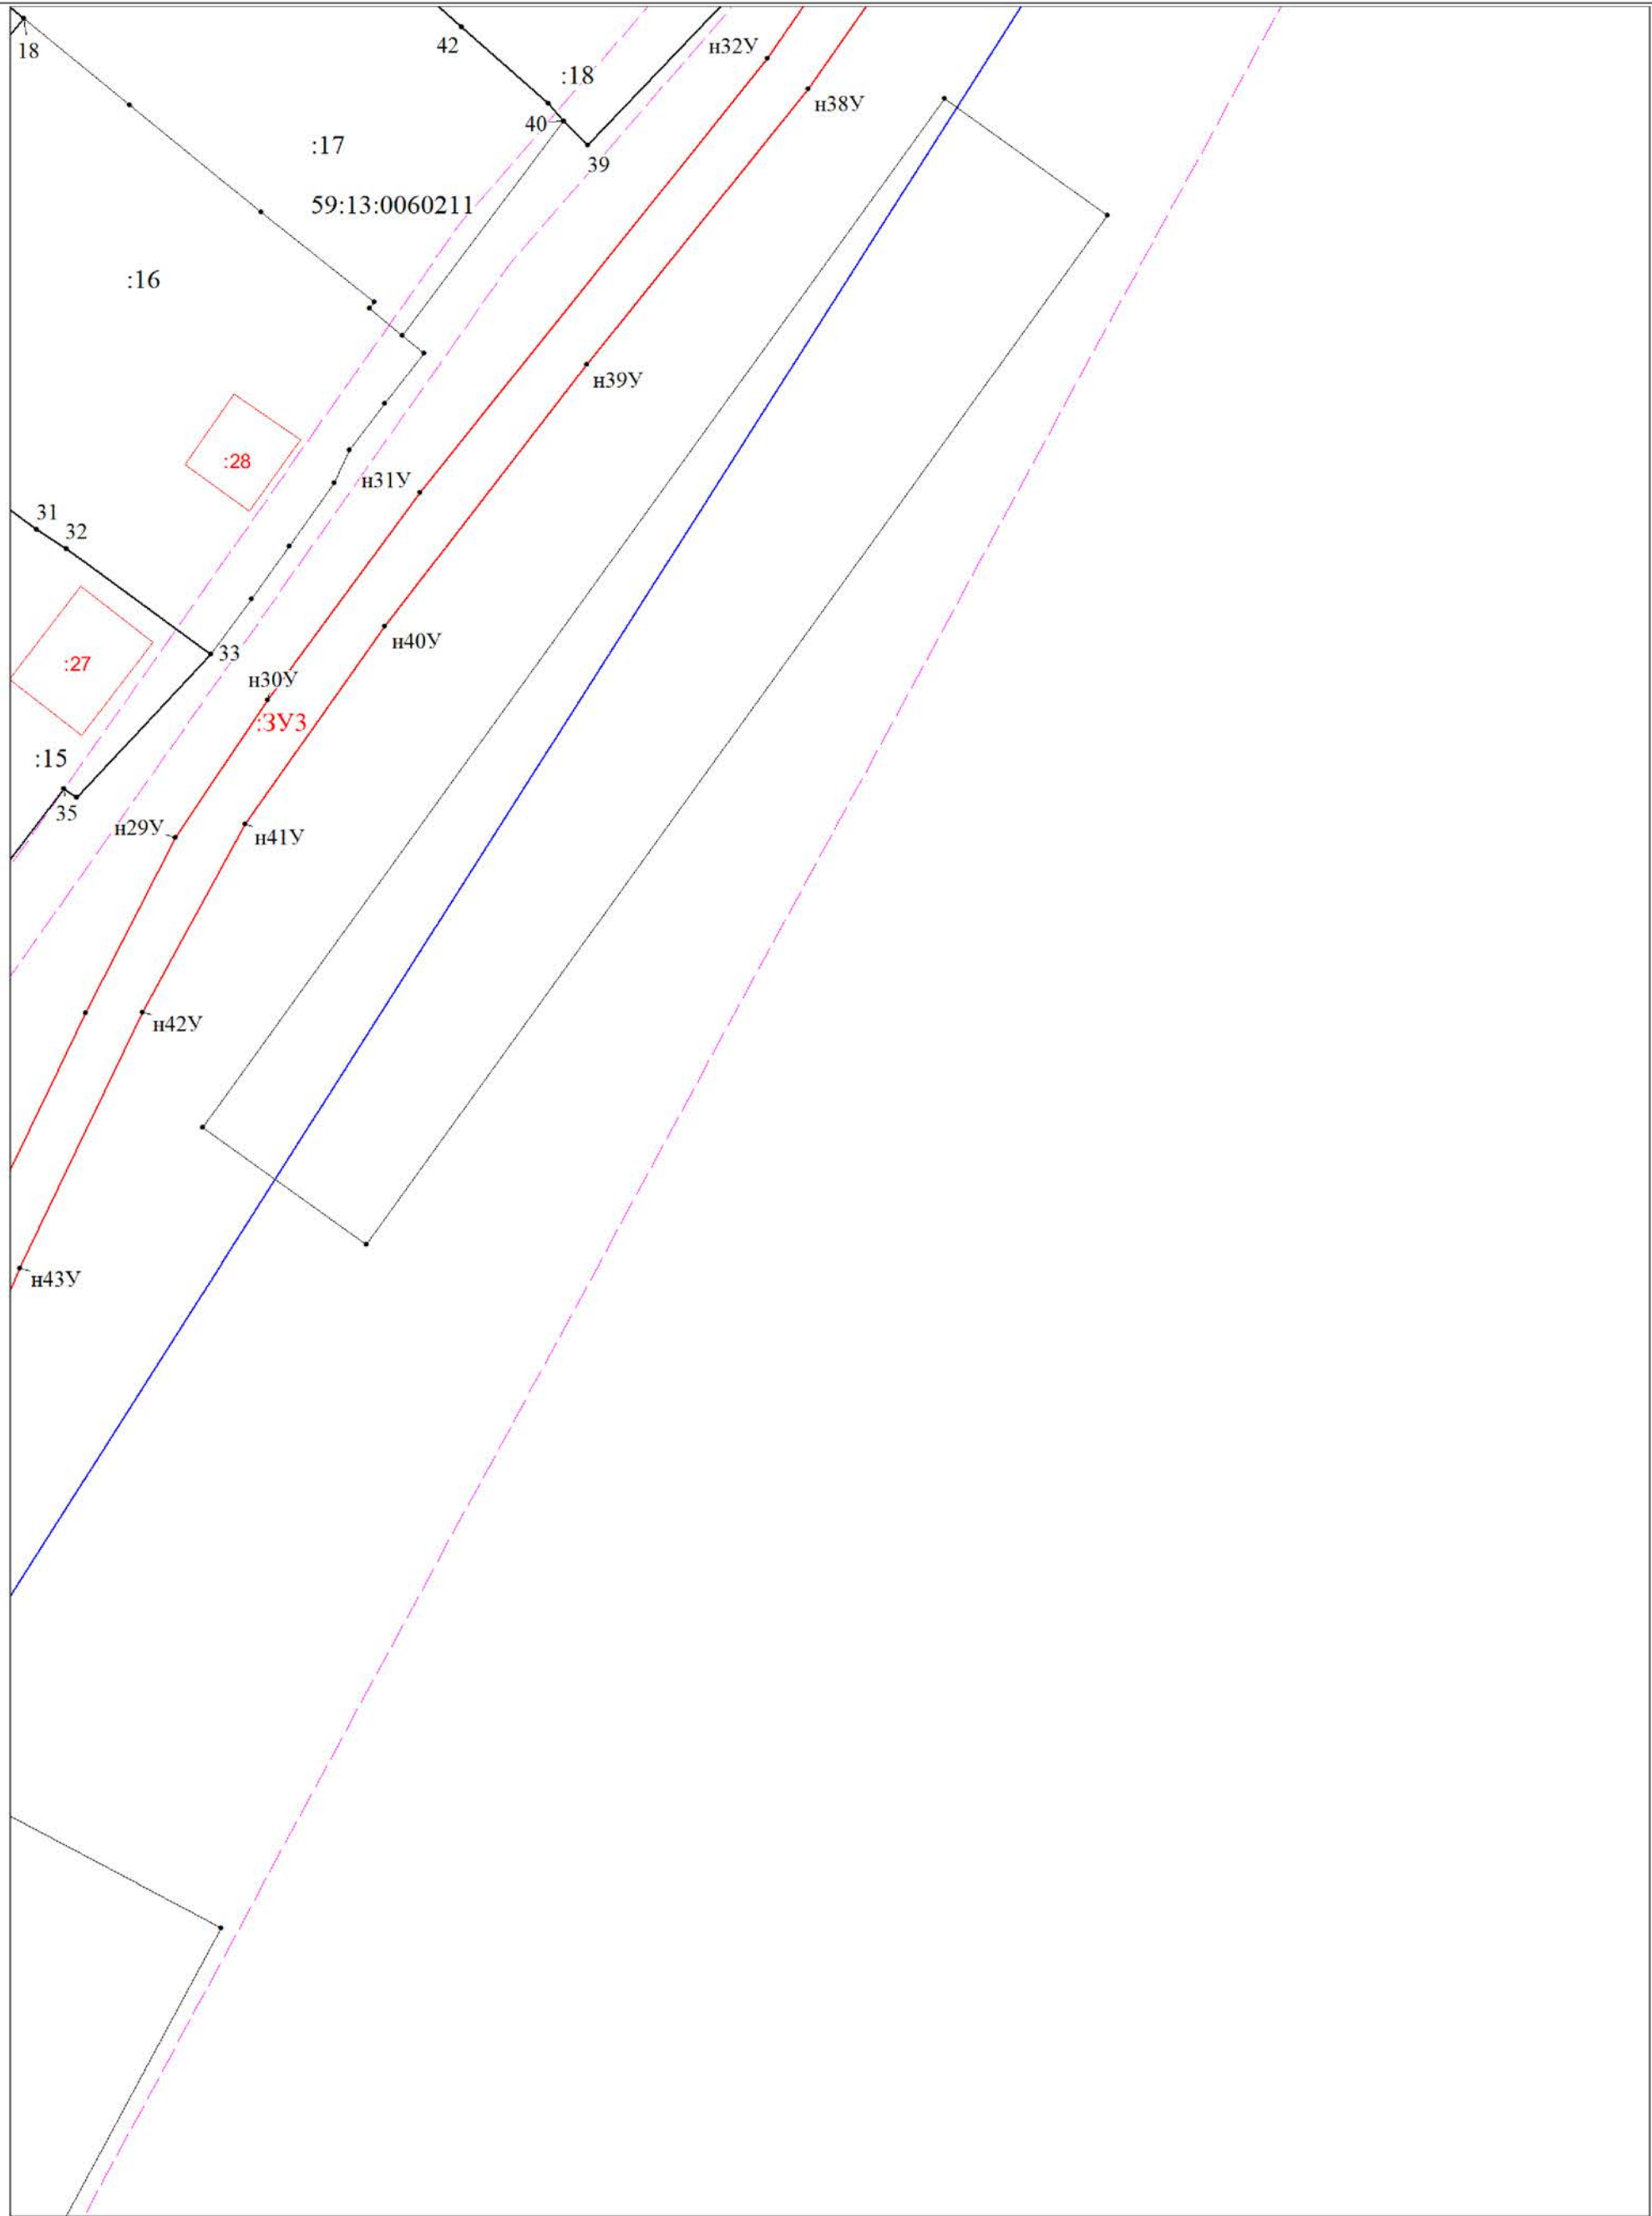 18
42
н32У
:18
н38У
40
:17
39
59:13:0060211
:16
н39У
:28
н31У
31
32
н40У
33
:27
н30У
:ЗУ3
:15
35
н29У
н41У
н42У
н43У